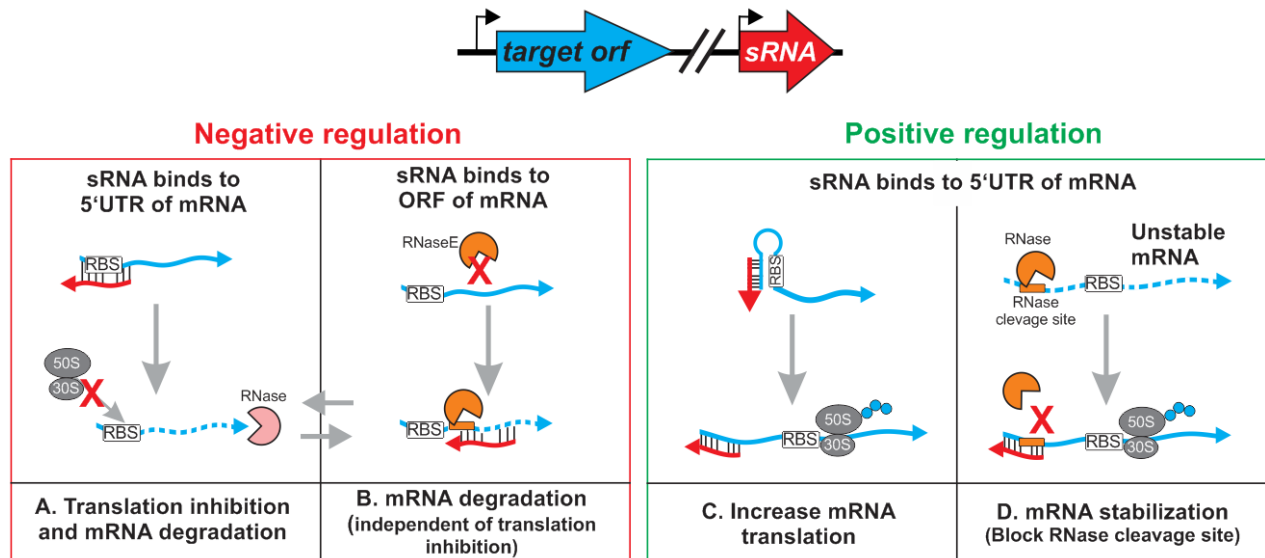 target orf
sRNA
Negative regulation
Positive regulation
sRNA binds to
5‘UTR of mRNA
RBS
50S
30S
X
RBS
RNase
A. Translation inhibition
and mRNA degradation
sRNA binds to
ORF of mRNA
RNaseE
X
RBS
RBS
B. mRNA degradation
(independent of translation
inhibition)
sRNA binds to 5‘UTR of mRNA
RBS
50S
RBS
30S
C. Increase mRNA
translation
RNase
Unstable
mRNA
RBS
RNase
clevage site
X
50S
RBS
30S
D. mRNA stabilization
(Block RNase cleavage site)